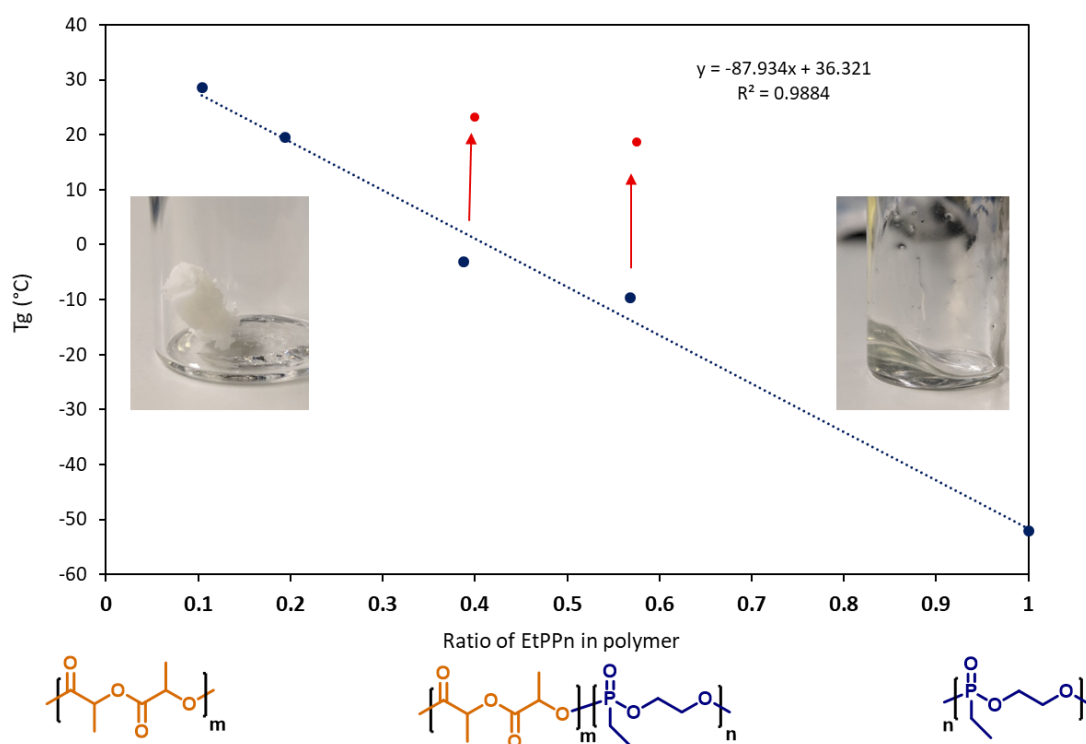 y = -87.934x + 36.321
R² = 0.9884
40
30
20
10
0
-10
-20
-30
-40
-50
-60
Tg (°C)
0 0.1 0.2 0.3 0.4 0.5 0.6 0.7 0.8 0.9 1
Ratio of EtPPn in polymer
O O O O m
O O O O m P O O O n
n P O O O